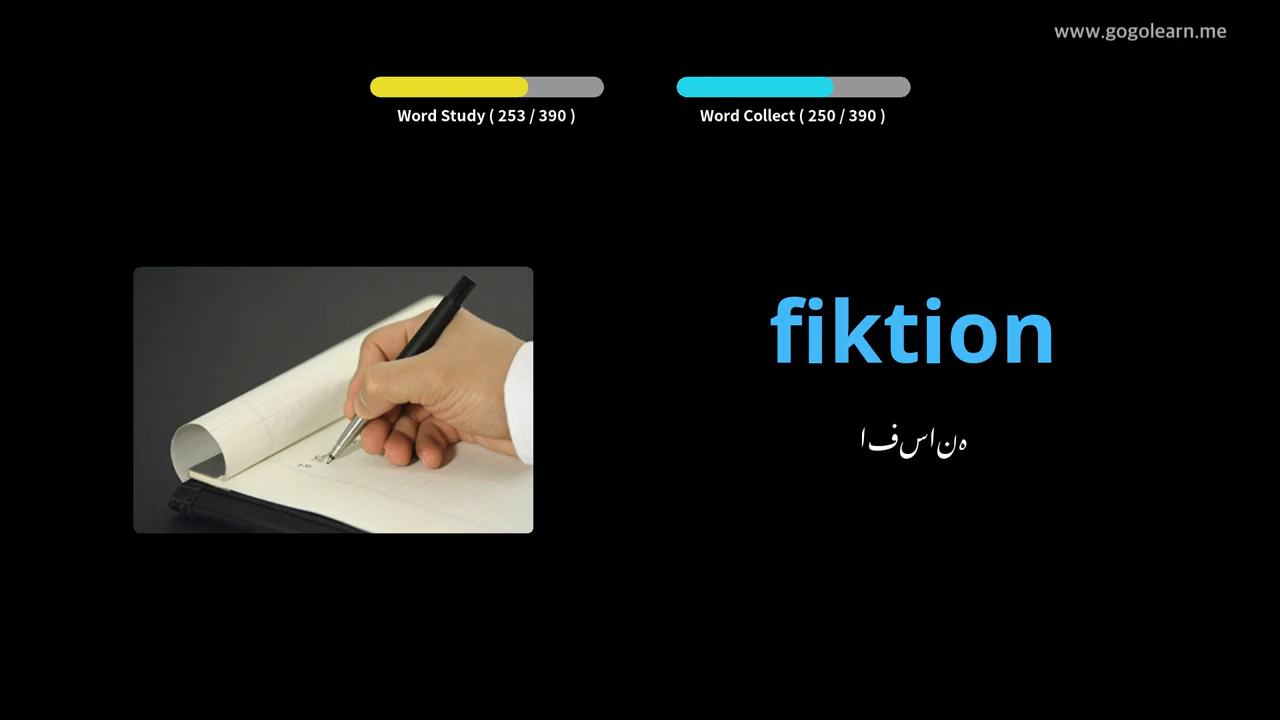 www.gogolearn.me
Word Study ( 253 / 390 )
Word Collect ( 250 / 390 )
fiktion
افسانہ